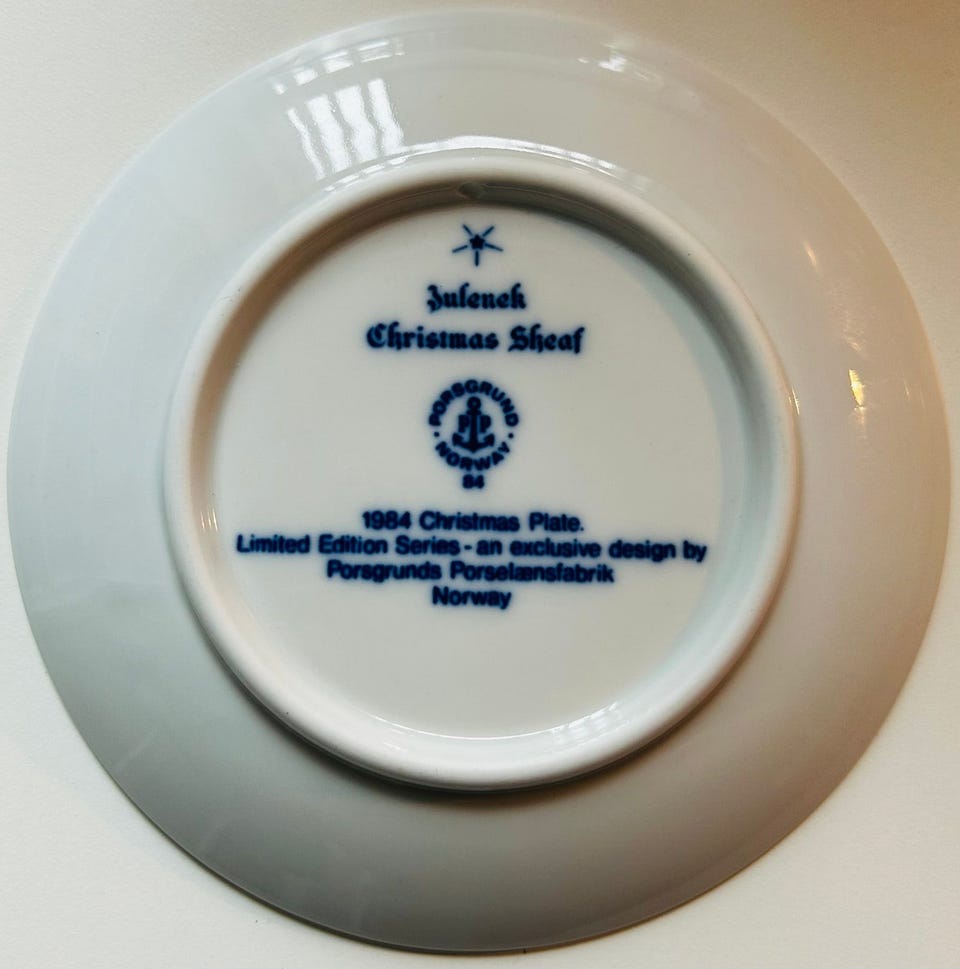 Julenek
Christmas Sheaf
PORSGRUND
P P
· NORWAY ·
84
1984 Christmas Plate.
Limited Edition Series - an exclusive design by
Porsgrunds Porselænsfabrik
Norway